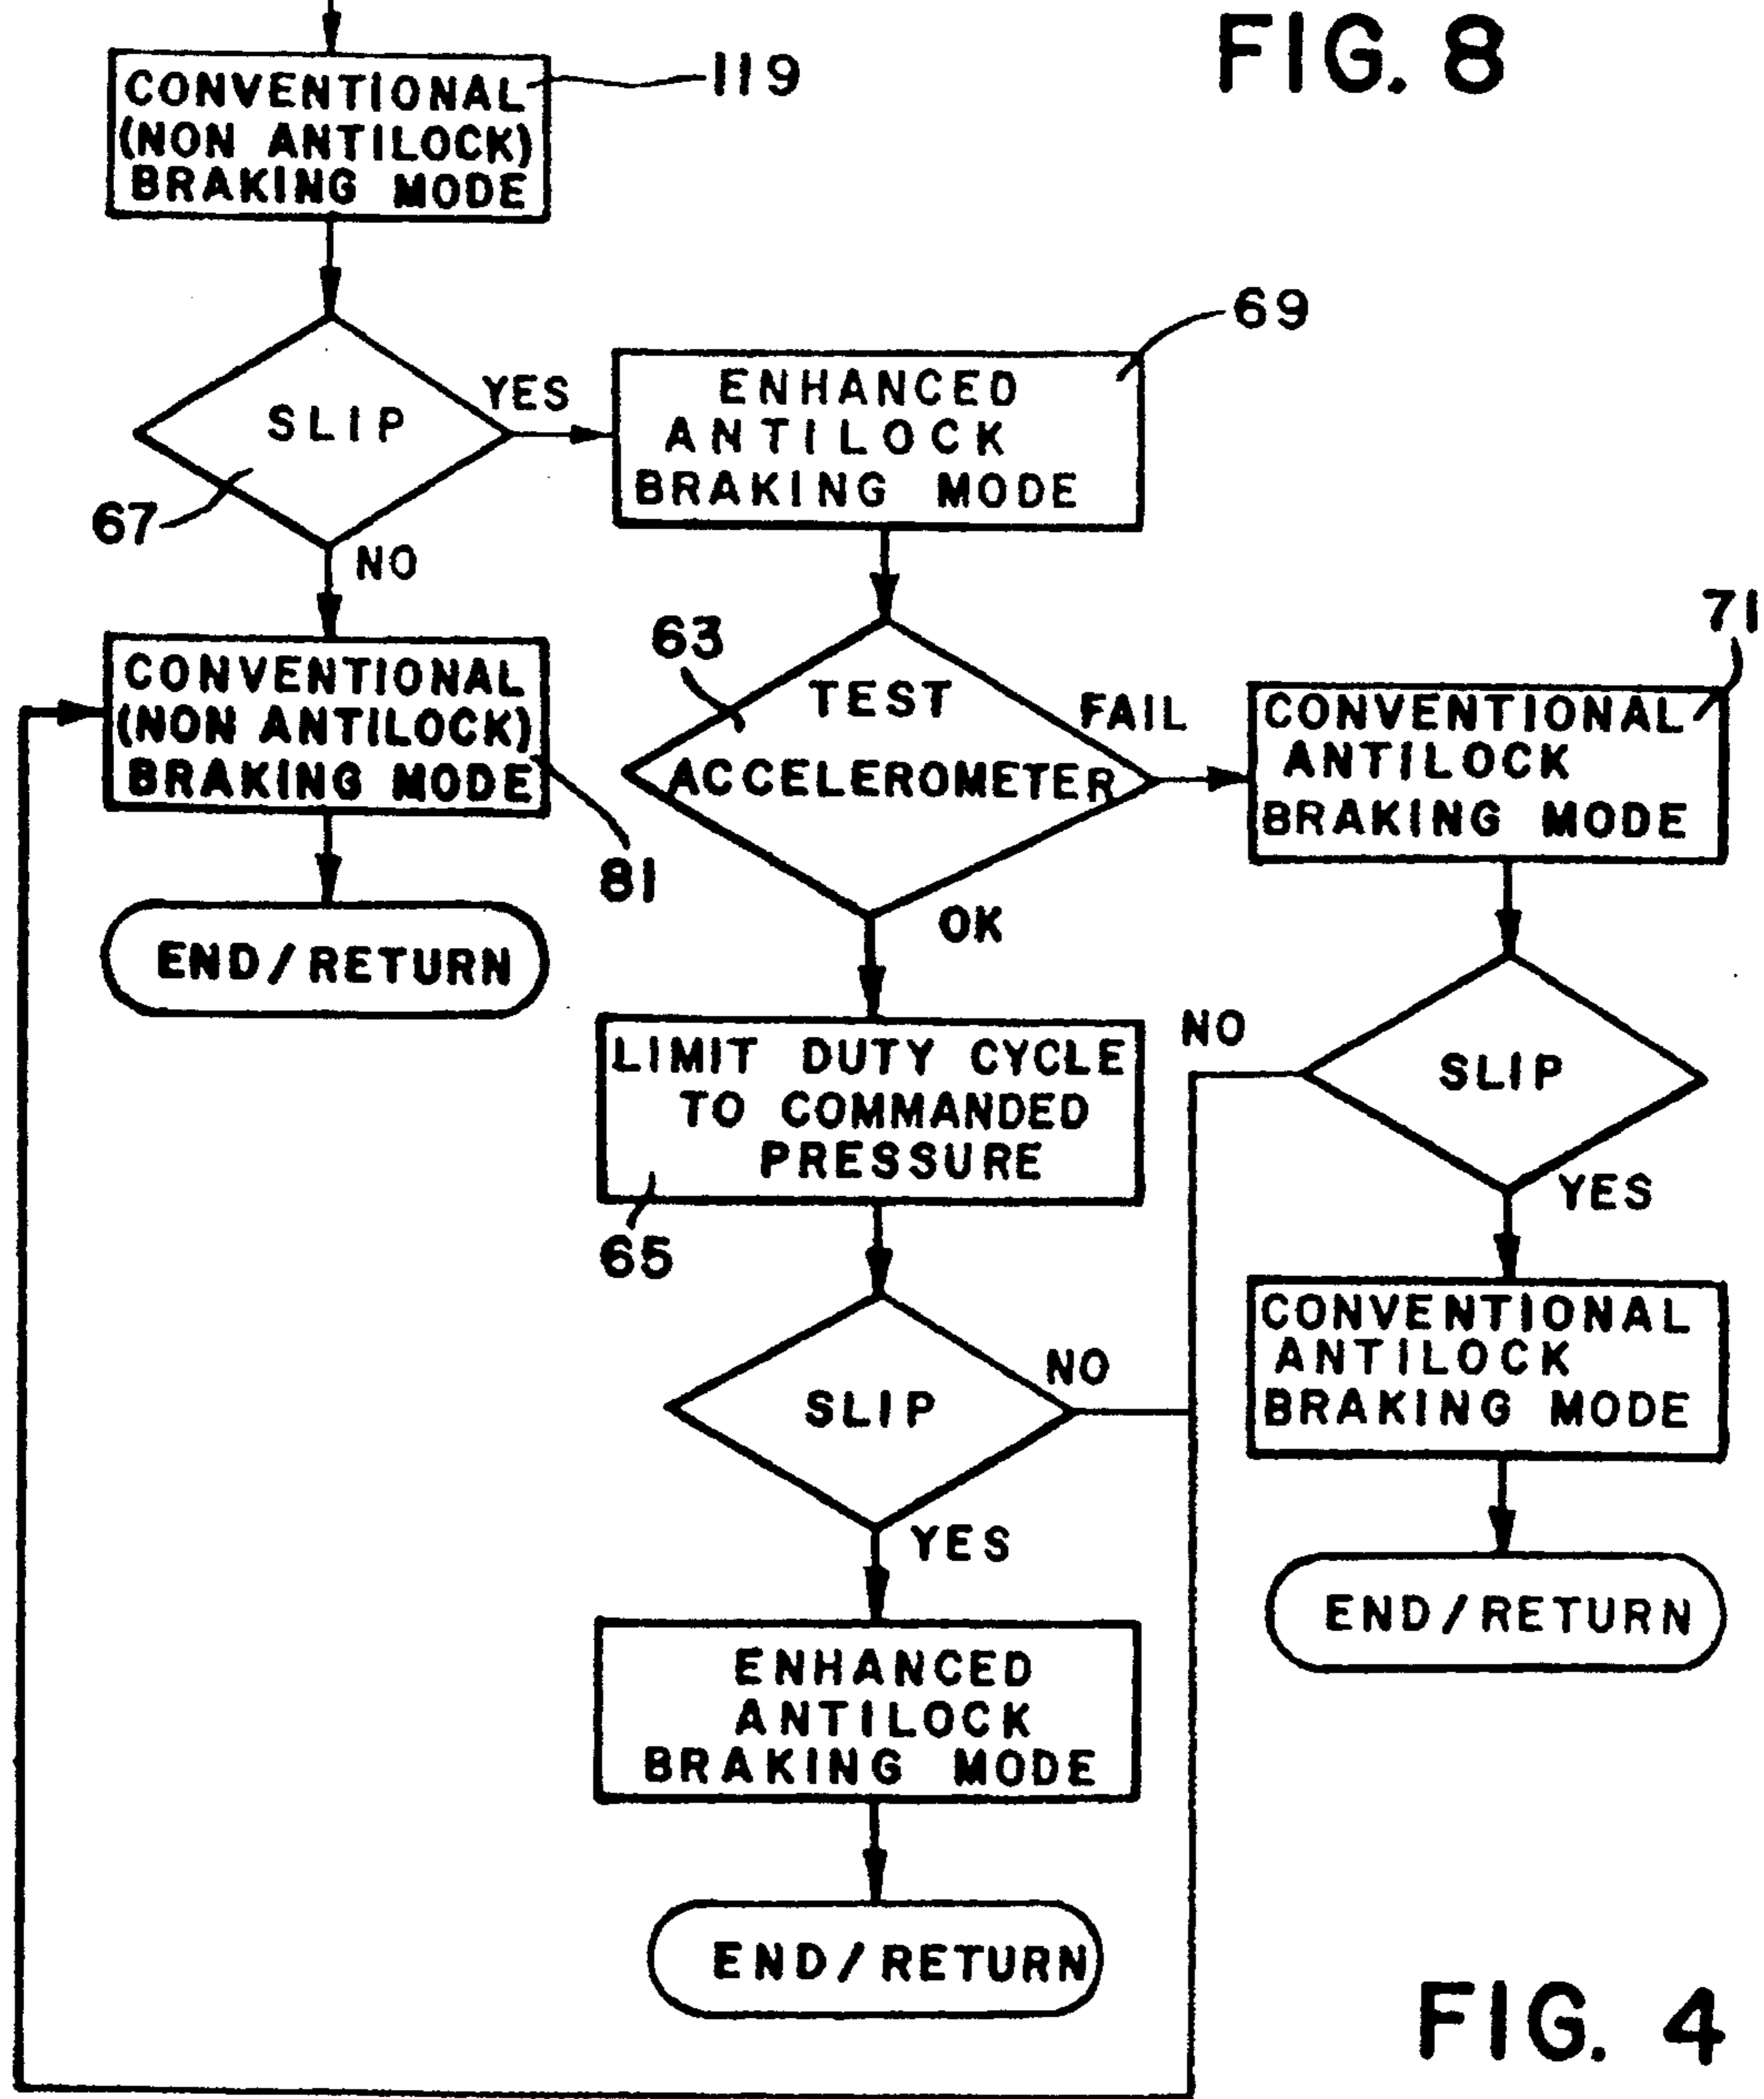 FIG. 8
CONVENTIONAL
(NON ANTILOCK)
BRAKING MODE
119
SLIP
YES
67
NO
ENHANCED
ANTILOCK
BRAKING MODE
69
CONVENTIONAL
(NON ANTILOCK)
BRAKING MODE
81
END/RETURN
63
TEST
ACCELEROMETER
FAIL
OK
CONVENTIONAL
ANTILOCK
BRAKING MODE
71
LIMIT DUTY CYCLE
TO COMMANDED
PRESSURE
65
NO
SLIP
YES
SLIP
NO
YES
CONVENTIONAL
ANTILOCK
BRAKING MODE
END/RETURN
ENHANCED
ANTILOCK
BRAKING MODE
END/RETURN
FIG. 4